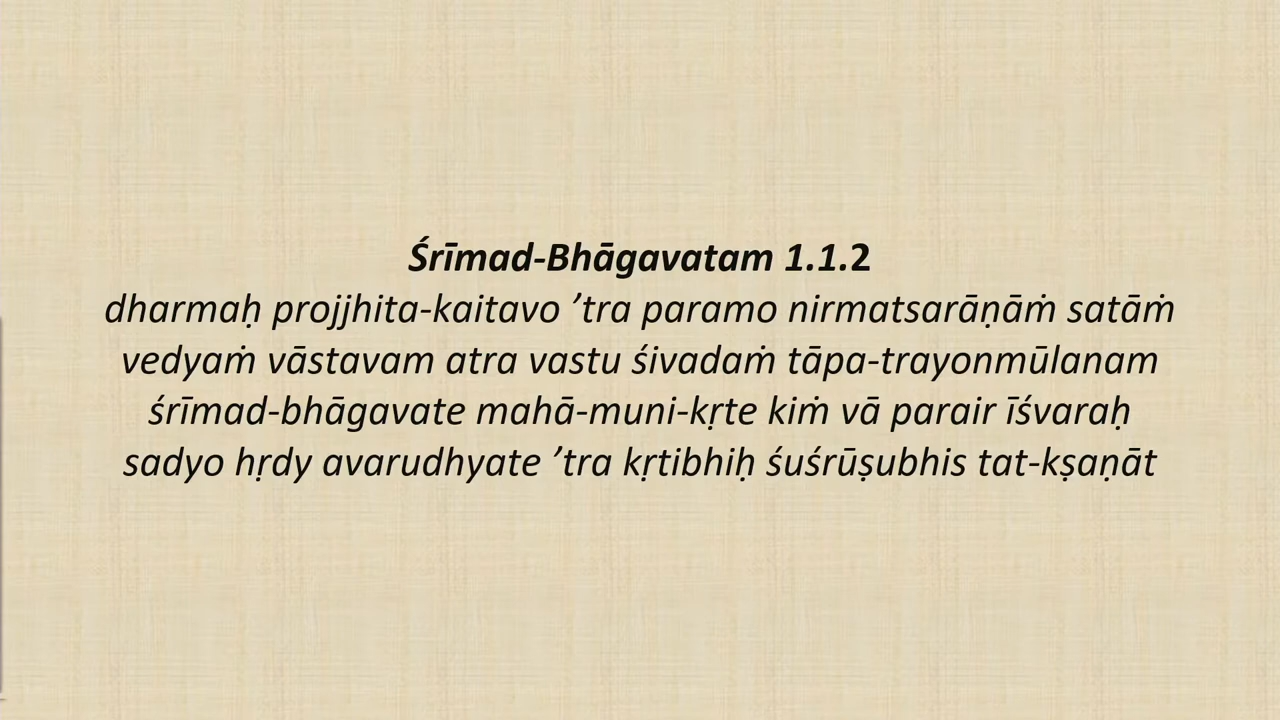 Śrīmad-Bhāgavatam 1.1.2
dharmaḥ projjhita-kaitavo ’tra paramo nirmatsarāṇāṁ satāṁ
vedyaṁ vāstavam atra vastu śivadaṁ tāpa-trayonmūlanam
śrīmad-bhāgavate mahā-muni-kṛte kiṁ vā parair īśvaraḥ
sadyo hṛdy avarudhyate ’tra kṛtibhiḥ śuśrūṣubhis tat-kṣaṇāt